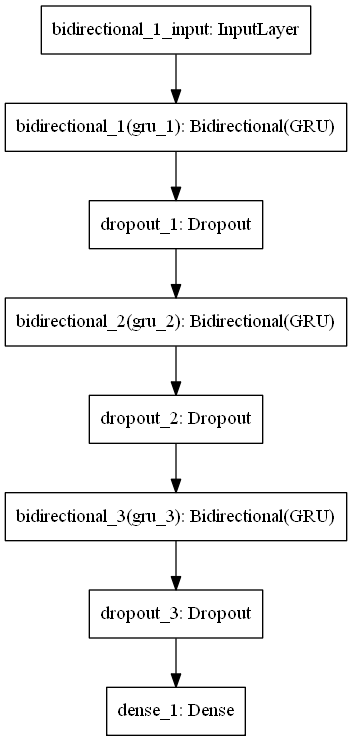 bidirectional_1_input: InputLayer
bidirectional_1(gru_1): Bidirectional(GRU)
dropout_1: Dropout
bidirectional_2(gru_2): Bidirectional(GRU)
dropout_2: Dropout
bidirectional_3(gru_3): Bidirectional(GRU)
dropout_3: Dropout
dense_1: Dense